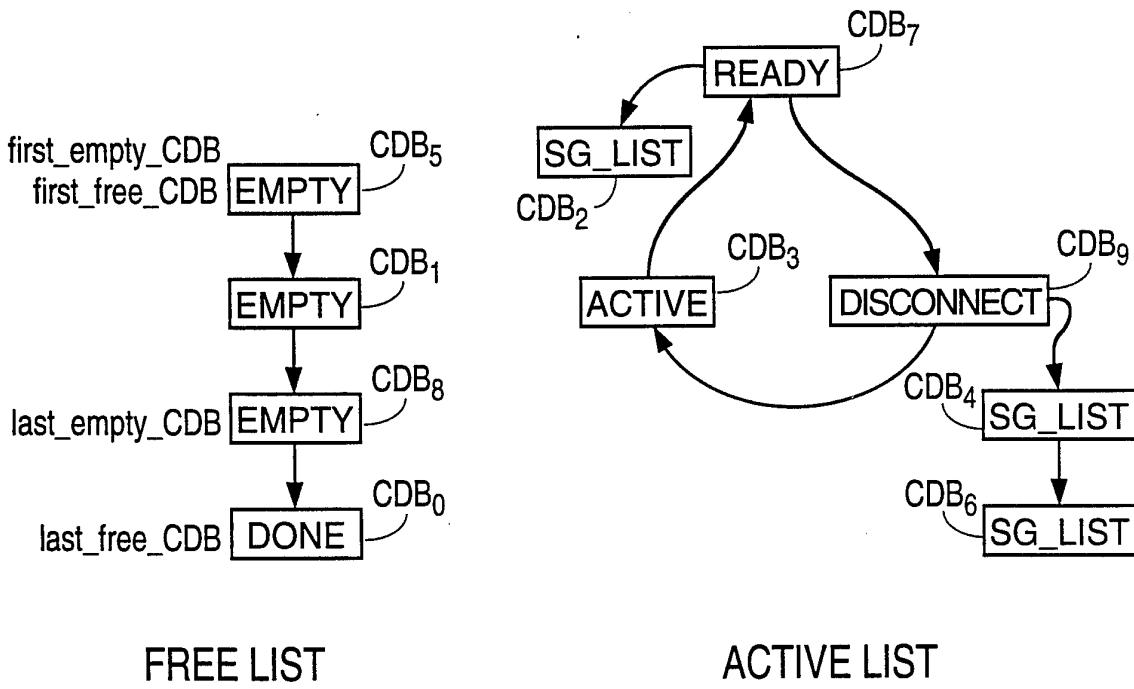 first_empty_CDB
first_free_CDB
EMPTY
CDB5
EMPTY
CDB1
last_empty_CDB
EMPTY
CDB8
last_free_CDB
DONE
CDB0
FREE LIST
READY
CDB7
SG_LIST
CDB2
ACTIVE
CDB3
DISCONNECT
CDB9
CDB4
SG_LIST
CDB6
SG_LIST
ACTIVE LIST